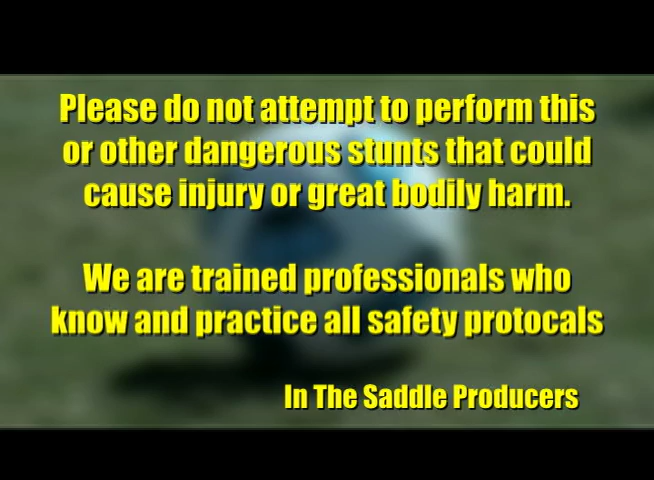 Please do not attempt to perform this
or other dangerous stunts that could
cause injury or great bodily harm.
We are trained professionals who
know and practice all safety protocals
In The Saddle Producers